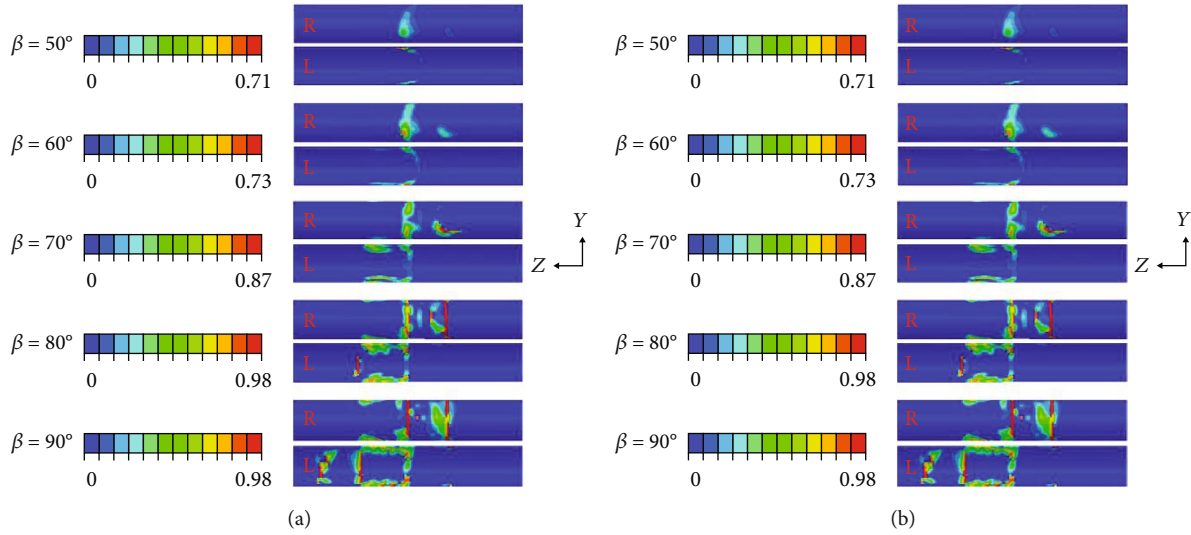 β = 50°
0 0.71
R
L
β = 60°
0 0.73
R
L
β = 70°
0 0.87
R
L
β = 80°
0 0.98
R
L
β = 90°
0 0.98
R
L
Y
Z
(a)
β = 50°
0 0.71
R
L
β = 60°
0 0.73
R
L
β = 70°
0 0.87
R
L
β = 80°
0 0.98
R
L
β = 90°
0 0.98
R
L
Y
Z
(b)